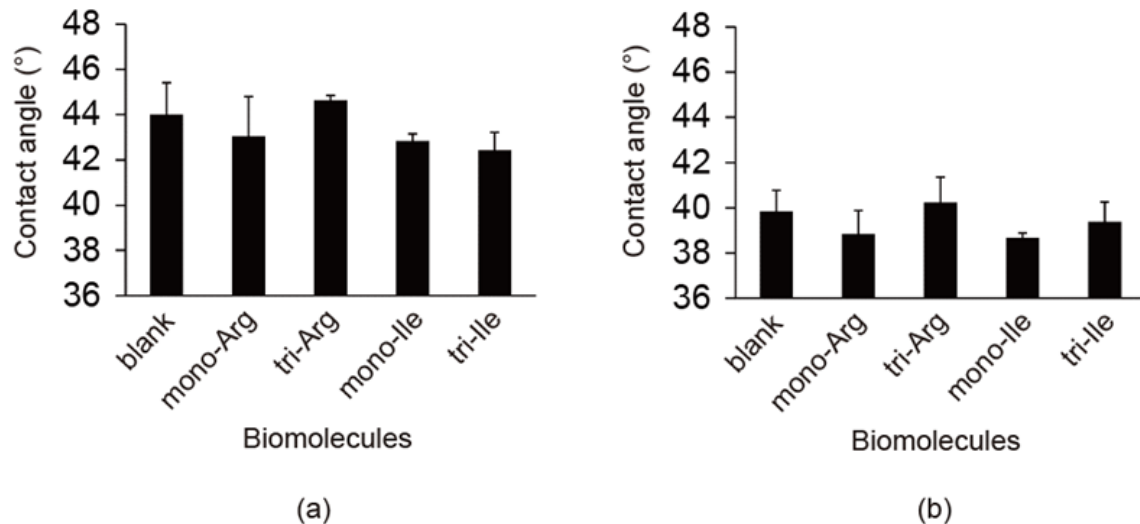 Contact angle (°)
48
46
44
42
40
38
36
blank
mono-Arg
tri-Arg
mono-Ile
tri-Ile
Biomolecules
(a)
Contact angle (°)
48
46
44
42
40
38
36
blank
mono-Arg
tri-Arg
mono-Ile
tri-Ile
Biomolecules
(b)